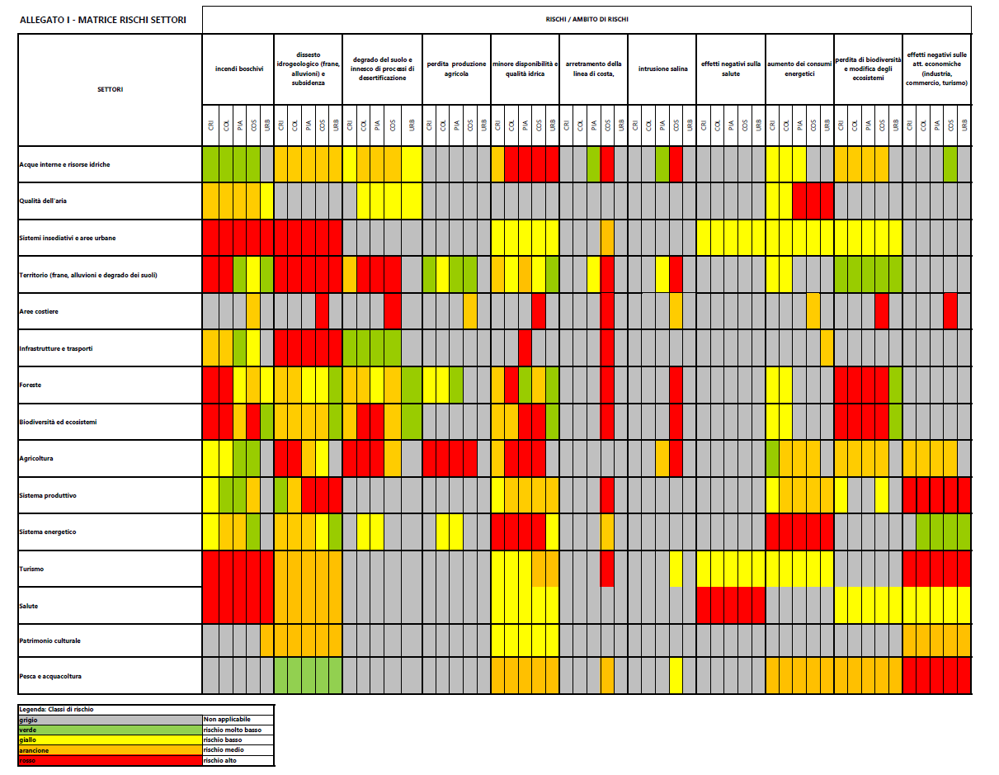 ALLEGATO I - MATRICE RISCHI SETTORI
RISCHI / AMBITO DI RISCHI
SETTORI
incendi boschivi
dissesto
idrogeologico (frane,
alluvioni) e
subsidenza
degrado del suolo e
innesco di processi di
desertificazione
perdita produzione
agricola
minore disponibilità e
qualità idrica
arretramento della
linea di costa,
intrusione salina
effetti negativi sulla
salute
aumento dei consumi
energetici
perdita di biodiversità
e modifica degli
ecosistemi
effetti negativi sulle
att. economiche
(industria,
commercio, turismo)
CRI COL PIA COS URB CRI COL PIA COS URB CRI COL PIA COS URB CRI COL PIA COS URB CRI COL PIA COS URB CRI COL PIA COS URB CRI COL PIA COS URB CRI COL PIA COS URB CRI COL PIA COS URB CRI COL PIA COS URB CRI COL PIA COS URB
Acque interne e risorse idriche
Qualità dell'aria
Sistemi insediativi e aree urbane
Territorio (frane, alluvioni e degrado dei suoli)
Aree costiere
Infrastrutture e trasporti
Foreste
Biodiversità ed ecosistemi
Agricoltura
Sistema produttivo
Sistema energetico
Turismo
Salute
Patrimonio culturale
Pesca e acquacoltura
Legenda: Classi di rischio
grigio Non applicabile
verde rischio molto basso
giallo rischio basso
arancione rischio medio
rosso rischio alto